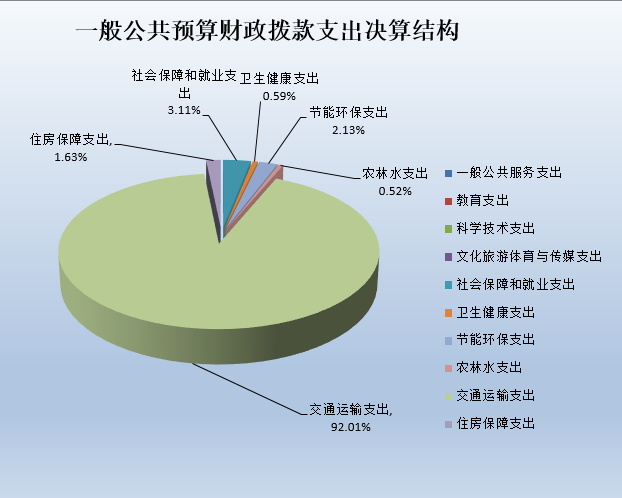 一般公共预算财政拨款支出决算结构
社会保障和就业支
出
3.11%
卫生健康支出
0.59%
节能环保支出
2.13%
住房保障支出,
1.63%
农林水支出
0.52%
交通运输支出,
92.01%
一般公共服务支出
教育支出
科学技术支出
文化旅游体育与传媒支出
社会保障和就业支出
卫生健康支出
节能环保支出
农林水支出
交通运输支出
住房保障支出